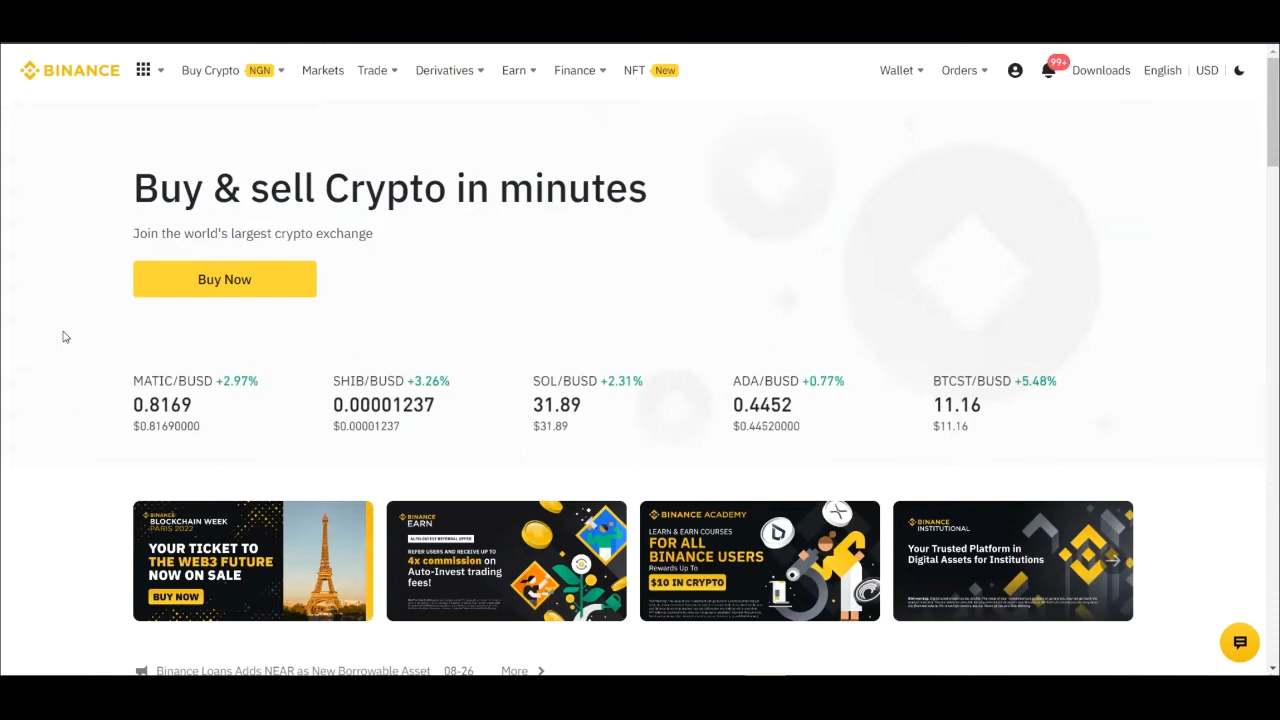 BINANCE
Buy Crypto NGN
Markets
Trade
Derivatives
Earn
Finance
NFT New
Wallet
Orders
99+
Downloads
English
USD
Buy & sell Crypto in minutes
Join the world's largest crypto exchange
Buy Now
MATIC/BUSD +2.97%
0.8169
$0.81690000
SHIB/BUSD +3.26%
0.00001237
$0.00001237
SOL/BUSD +2.31%
31.89
$31.89
ADA/BUSD +0.77%
0.4452
$0.44520000
BTCST/BUSD +5.48%
11.16
$11.16
BINANCE
BLOCKCHAIN WEEK
PARIS 2022
YOUR TICKET TO
THE WEB3 FUTURE
NOW ON SALE
BUY NOW
BINANCE
EARN
AUTO-INVEST REFERRAL OFFER
REFER USERS AND RECEIVE UP TO
4x commission on
Auto-Invest trading
fees!
BINANCE ACADEMY
LEARN & EARN COURSES
FOR ALL
BINANCE USERS
Rewards Up To
$10 IN CRYPTO
BINANCE
INSTITUTIONAL
Your Trusted Platform in
Digital Assets for Institutions
Binance Loans Adds NEAR as New Borrowable Asset 08-26 More